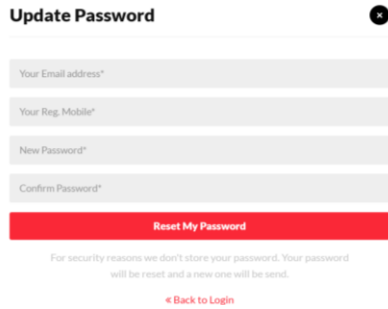 Update Password
×
Your Email address*
Your Reg. Mobile*
New Password*
Confirm Password*
Reset My Password
For security reasons we don't store your password. Your password
will be reset and a new one will be send.
« Back to Login